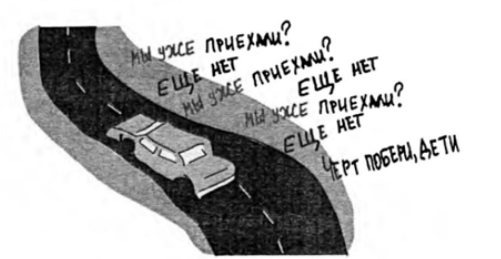 мы уже приехали?
еще нет
мы уже приехали?
еще нет
мы уже приехали?
еще нет
черт побери, дети